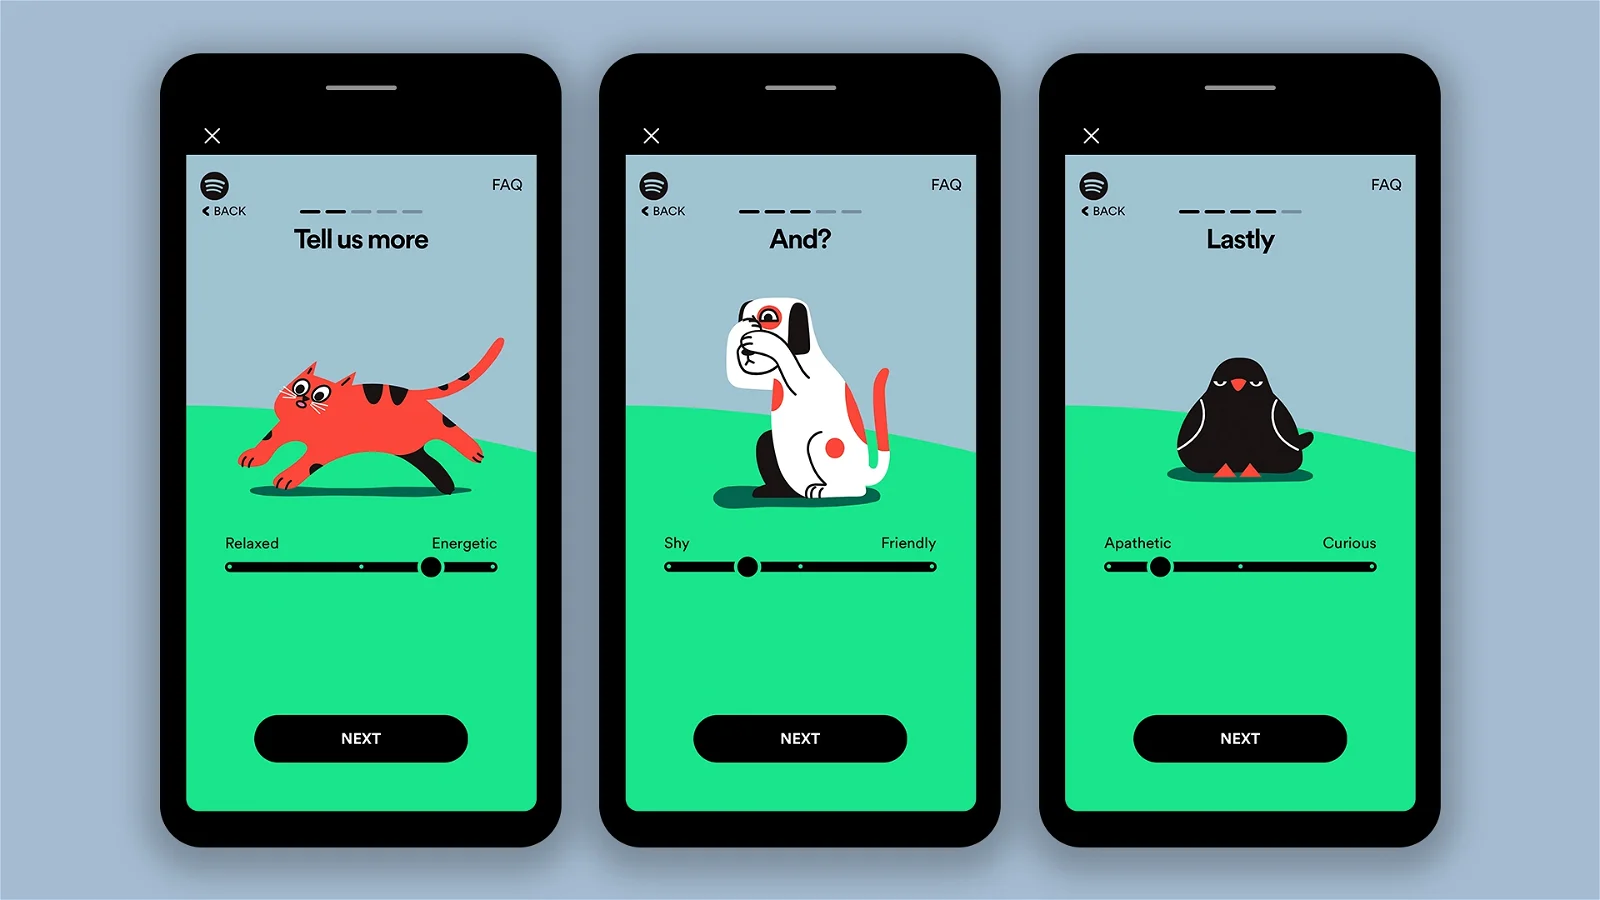 FAQ
BACK
Tell us more
Relaxed Energetic
NEXT
FAQ
BACK
And?
Shy Friendly
NEXT
FAQ
BACK
Lastly
Apathetic Curious
NEXT